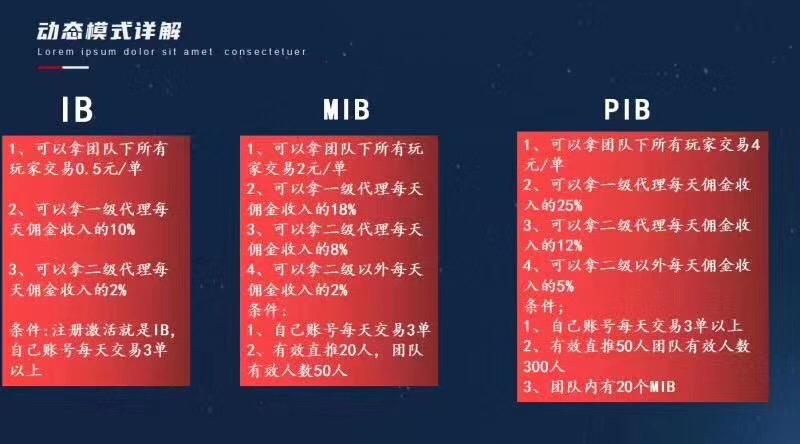 动态模式详解
Lorem ipsum dolor sit amet consectetuer
IB
1、可以拿团队下所有
玩家交易0.5元/单
2、可以拿一级代理每
天佣金收入的10%
3、可以拿二级代理每
天佣金收入的2%
条件:注册激活就是IB,
自己账号每天交易3单
以上
MIB
1、可以拿团队下所有玩
家交易2元/单
2、可以拿一级代理每天
佣金收入的18%
3、可以拿二级代理每天
佣金收入的8%
4、可以拿二级以外每天
佣金收入的2%
条件:
1、自己账号每天交易3单
2、有效直推20人，团队
有效人数50人
PIB
1、可以拿团队下所有玩家交易4
元/单
2、可以拿一级代理每天佣金收
入的25%
3、可以拿二级代理每天佣金收
入的12%
4、可以拿二级以外每天佣金收
入的5%
条件；
1、自己账号每天交易3单以上
2、有效直推50人团队有效人数
300人
3、团队内有20个MIB